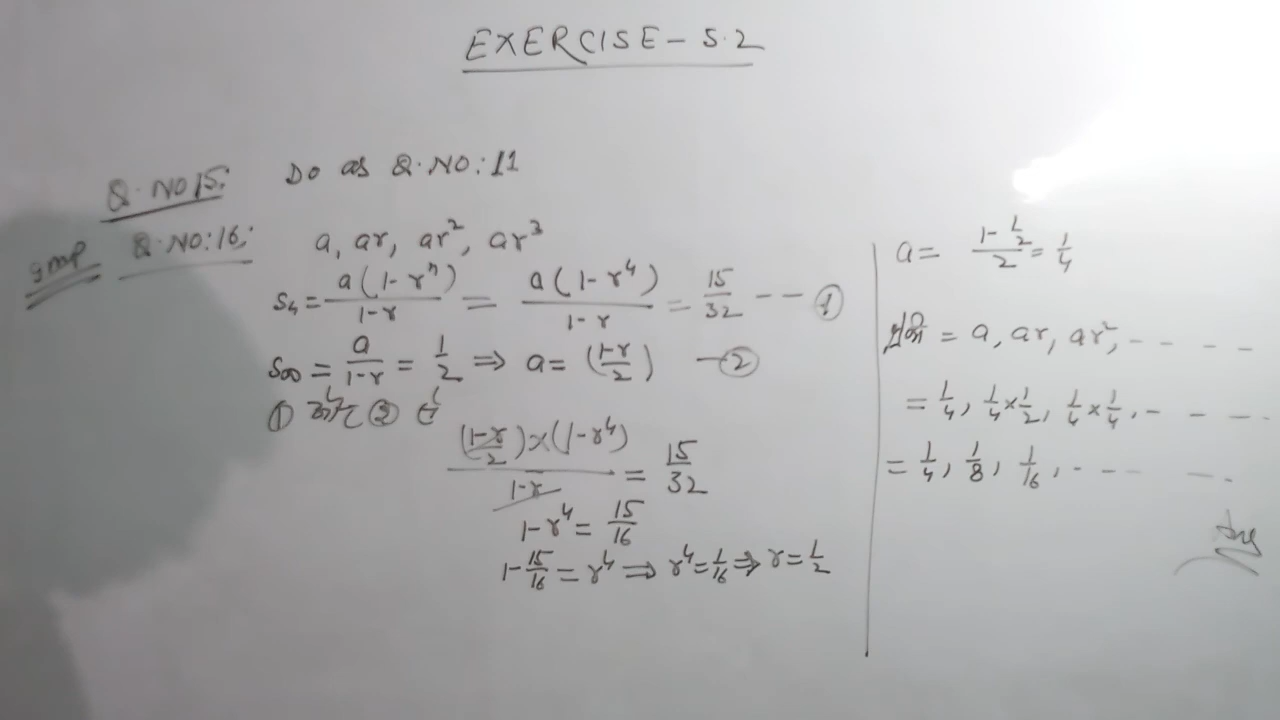 EXERCISE - 5.2
Q.NO 15: Do as Q.NO:11
Imp Q.NO:16: a, ar, ar², ar³
S₄ = a(1-rⁿ)/1-r = a(1-r⁴)/1-r = 15/32 --- ①
S∞ = a/1-r = 1/2 ⇒ a = (1-r/2) —②
① और ② से
(1-r/2)×(1-r⁴)/1-r = 15/32
1-r⁴ = 15/16
1-15/16 = r⁴ ⇒ r⁴ = 1/16 ⇒ r = 1/2
a = 1-1/2/2 = 1/4
= a, ar, ar², - - - -
= 1/4, 1/4×1/2, 1/4×1/4, - - - -
= 1/4, 1/8, 1/16, - - - - - -
Ans